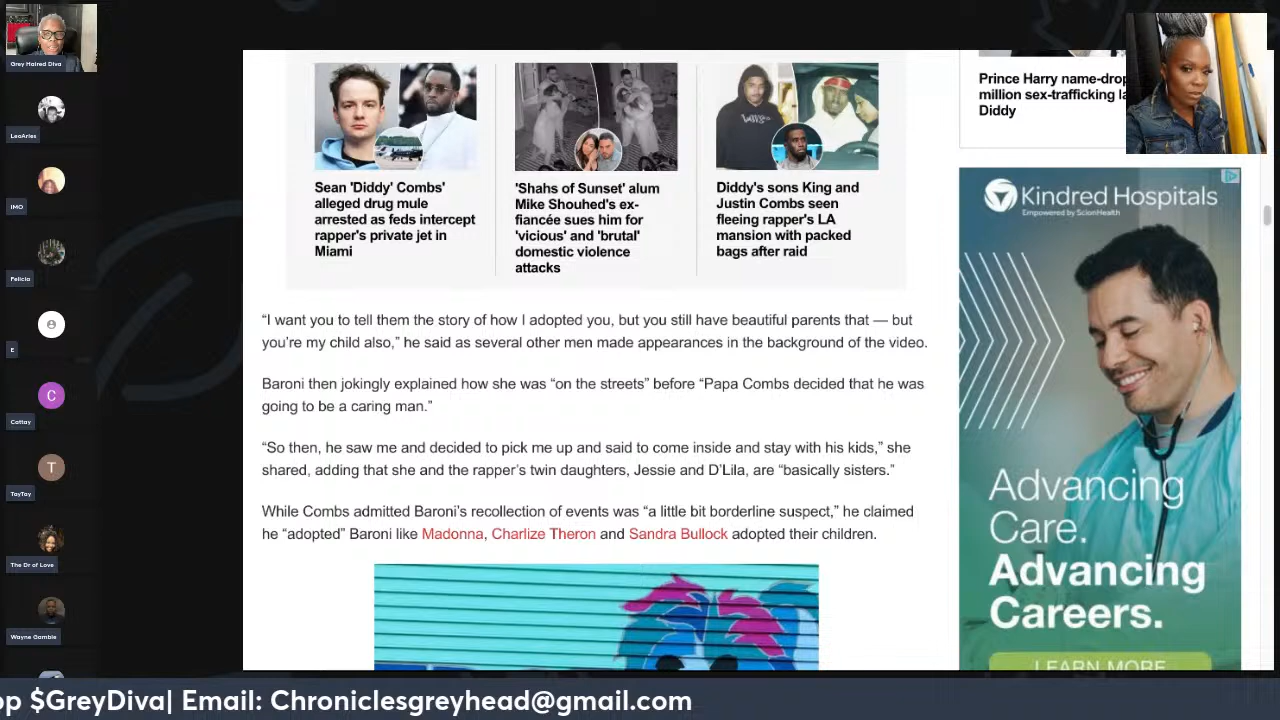 Grey Haired Diva
LeoAries
IMO
Felicia
E
C
Cattay
T
TayTay
The Dr of Love
Wayne Gamble
Sean 'Diddy' Combs'
alleged drug mule
arrested as feds intercept
rapper's private jet in
Miami
'Shahs of Sunset' alum
Mike Shouhed's ex-
fiancée sues him for
'vicious' and 'brutal'
domestic violence
attacks
Diddy's sons King and
Justin Combs seen
fleeing rapper's LA
mansion with packed
bags after raid
“I want you to tell them the story of how I adopted you, but you still have beautiful parents that — but
you’re my child also,” he said as several other men made appearances in the background of the video.
Baroni then jokingly explained how she was “on the streets” before “Papa Combs decided that he was
going to be a caring man.”
“So then, he saw me and decided to pick me up and said to come inside and stay with his kids,” she
shared, adding that she and the rapper’s twin daughters, Jessie and D’Lila, are “basically sisters.”
While Combs admitted Baroni’s recollection of events was “a little bit borderline suspect,” he claimed
he “adopted” Baroni like Madonna, Charlize Theron and Sandra Bullock adopted their children.
Prince Harry name-drop
million sex-trafficking la
Diddy
Kindred Hospitals
Empowered by ScionHealth
Advancing
Care.
Advancing
Careers.
LEARN MORE
pp $GreyDiva| Email: Chroniclesgreyhead@gmail.com